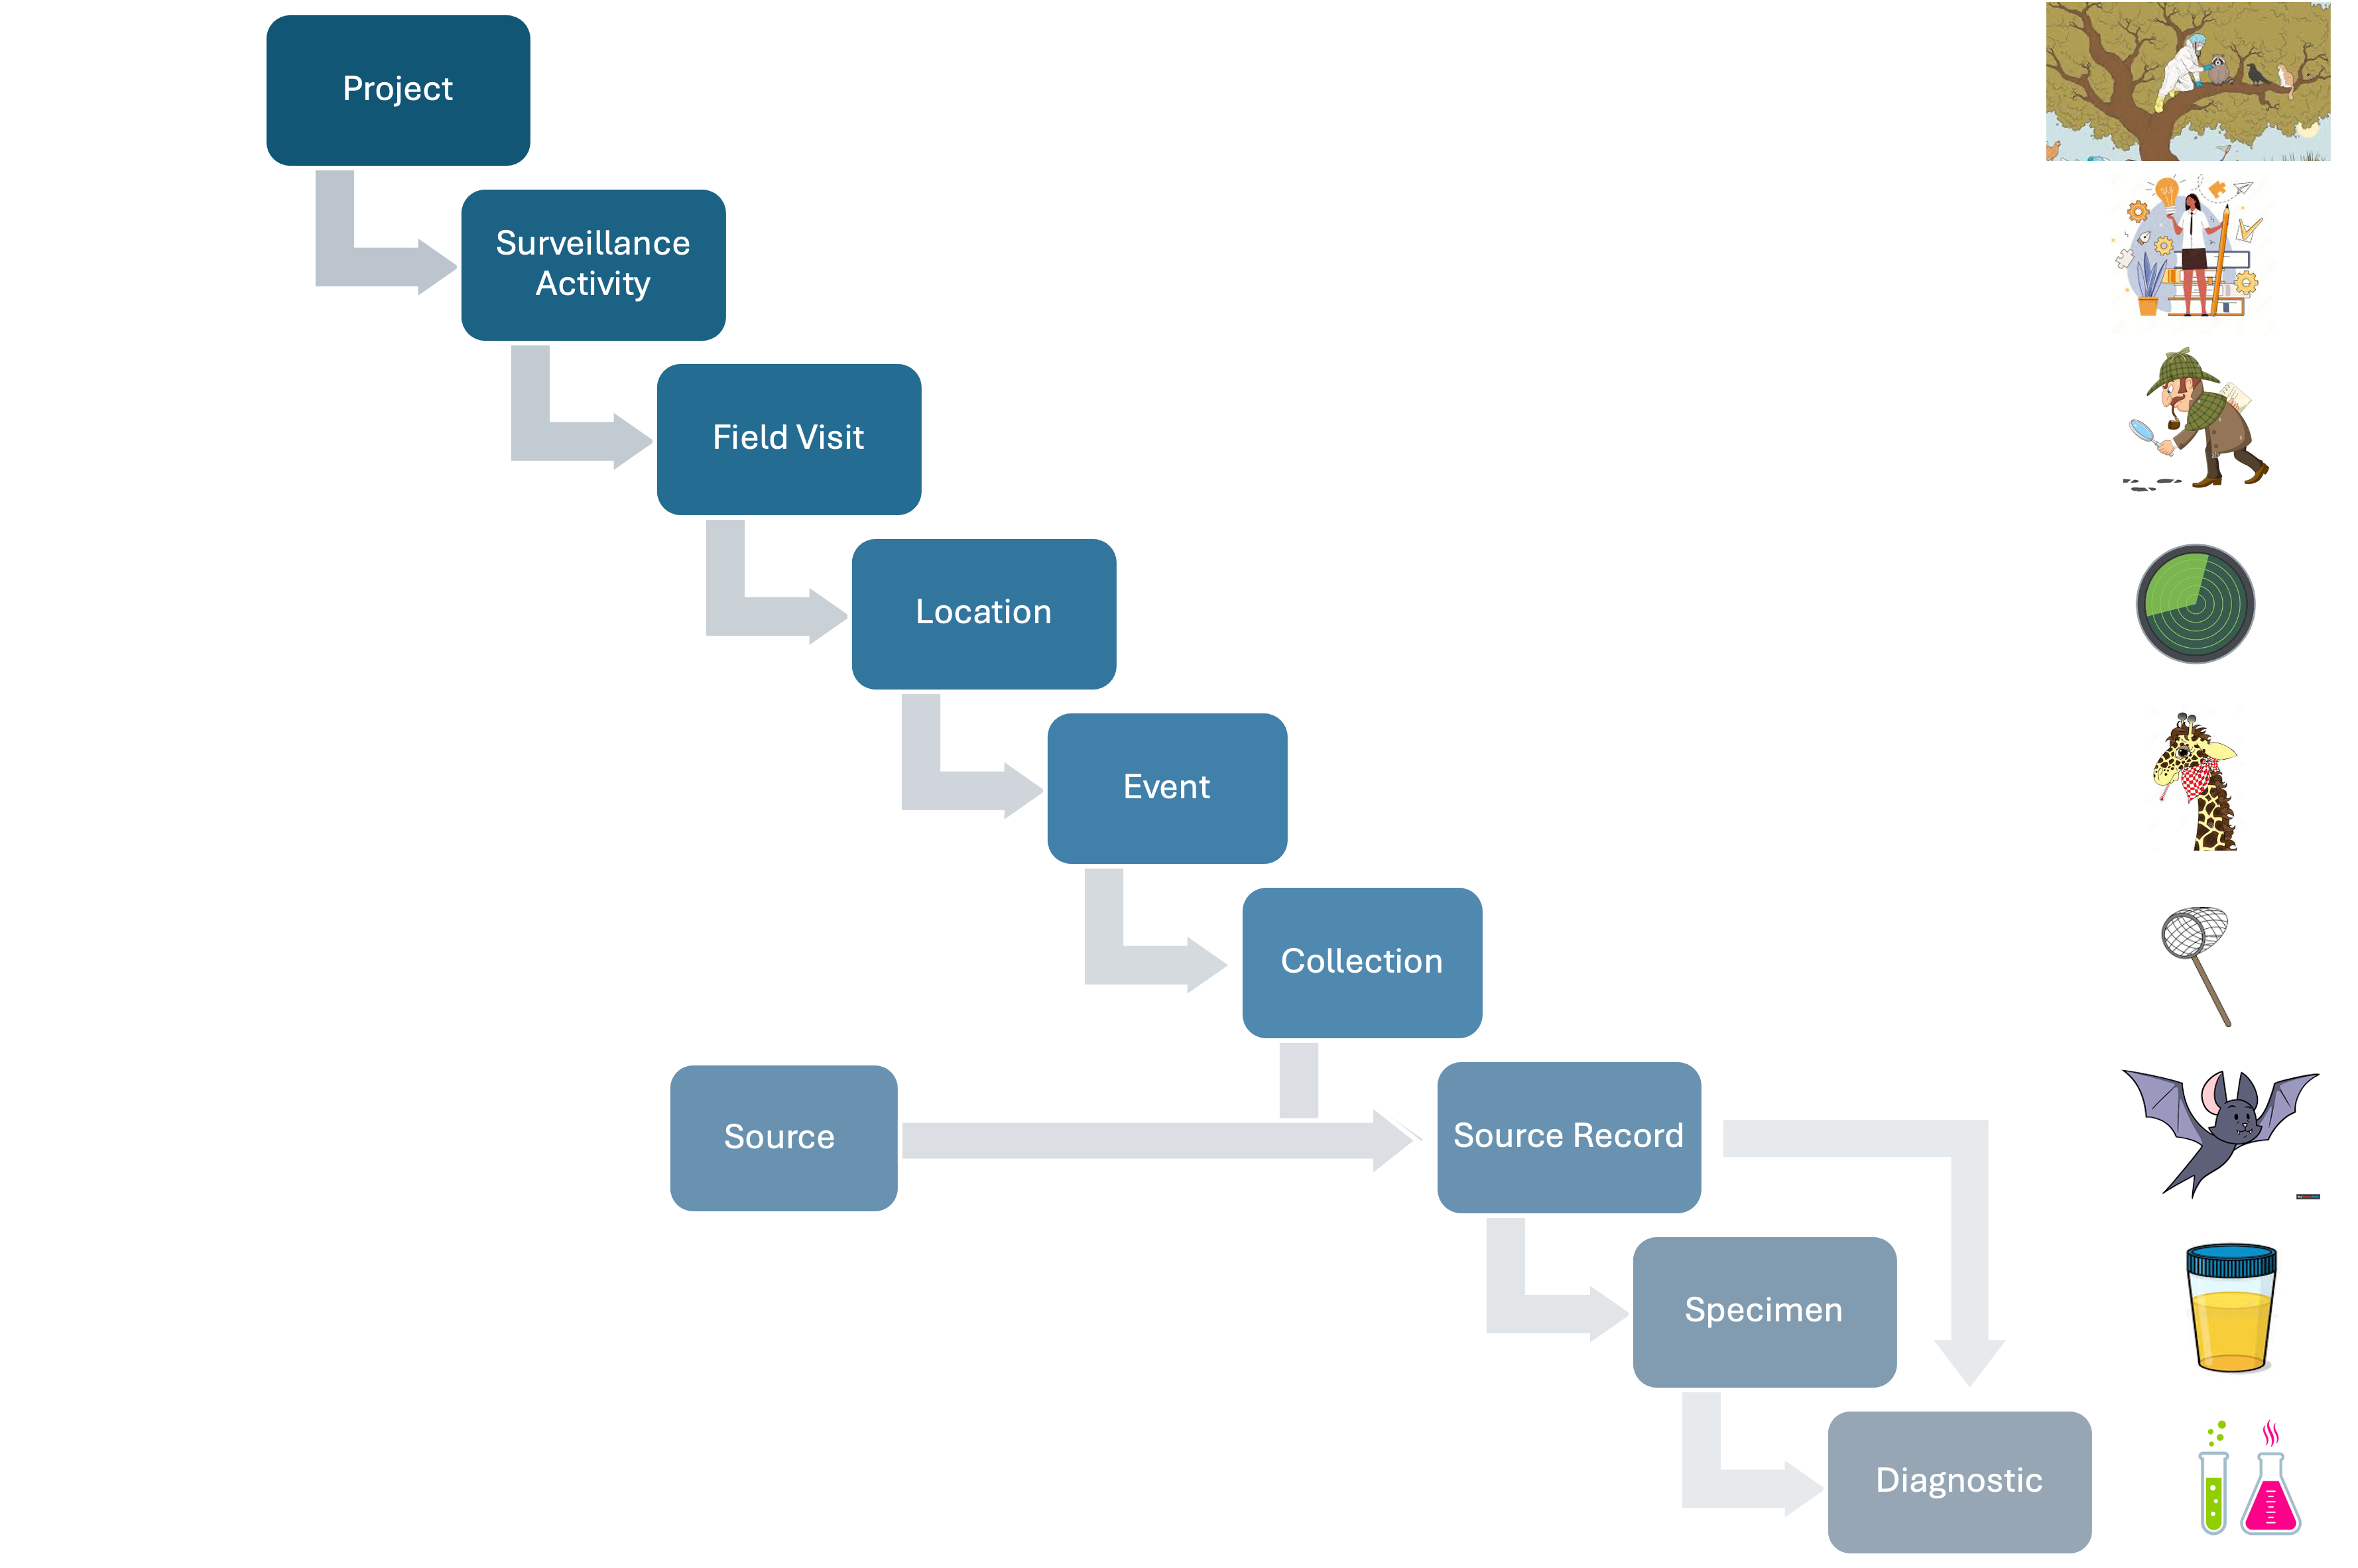 Project
Surveillance
Activity
Field Visit
Location
Event
Collection
Source
Source Record
Specimen
Diagnostic